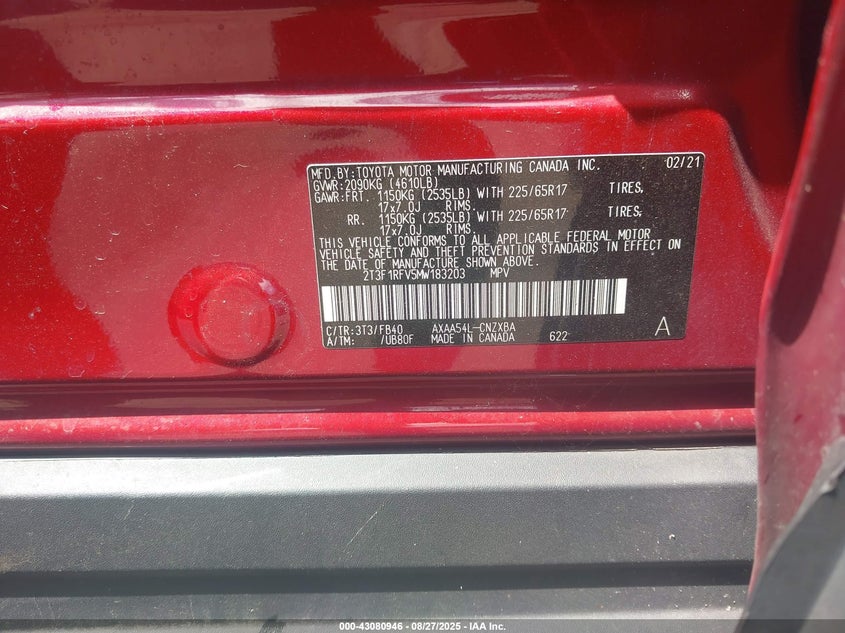 MFD.BY:TOYOTA MOTOR MANUFACTURING CANADA INC. 02/21
GVWR:2090KG (4610LB)
GAWR:FRT. 1150KG (2535LB) WITH 225/65R17 TIRES,
17x7.0J RIMS.
RR. 1150KG (2535LB) WITH 225/65R17 TIRES,
17x7.0J RIMS.
THIS VEHICLE CONFORMS TO ALL APPLICABLE FEDERAL MOTOR
VEHICLE SAFETY AND THEFT PREVENTION STANDARDS IN EFFECT ON
THE DATE OF MANUFACTURE SHOWN ABOVE.
2T3F1RFV5MW183203 MPV
C/TR:3T3/FB40 AXAA54L-CNZXBA
A/TM: /UB80F MADE IN CANADA 622 A
000-43080946 - 08/27/2025 - IAA Inc.